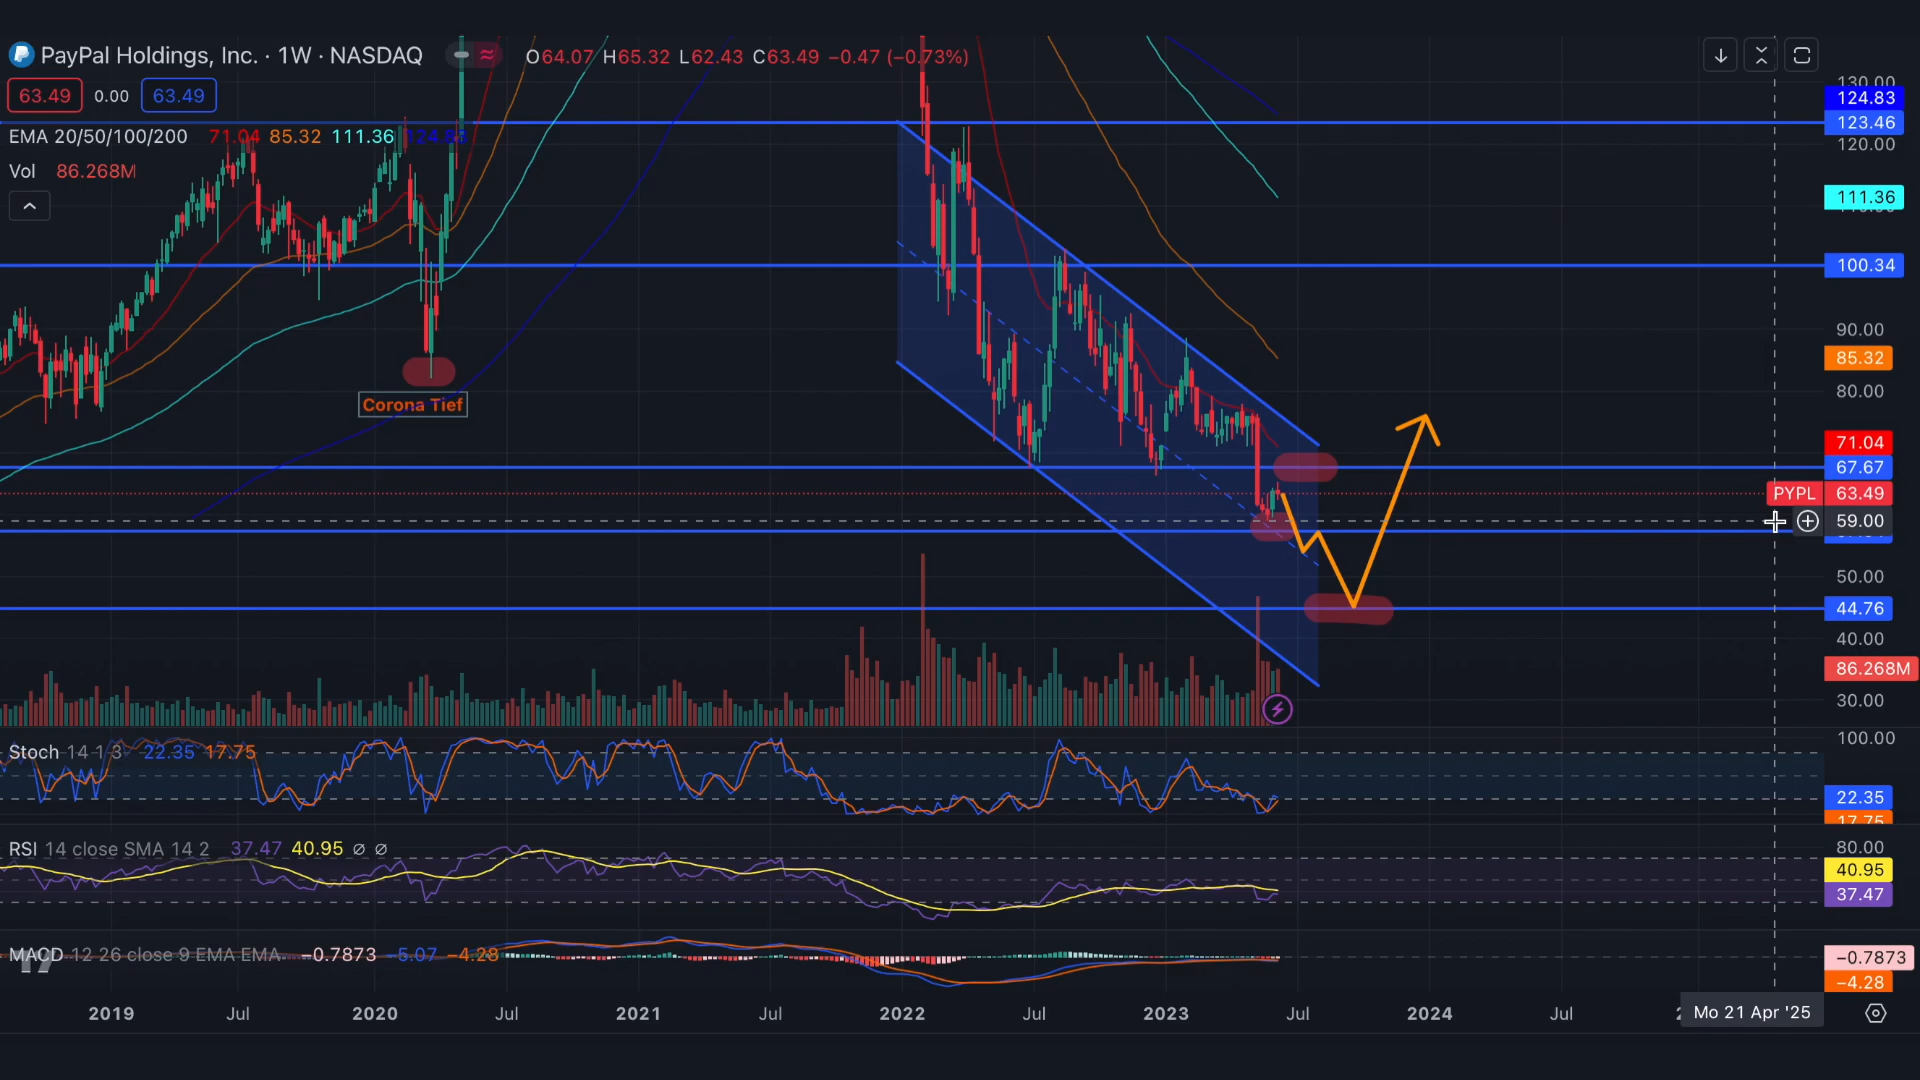 PayPal Holdings, Inc. · 1W · NASDAQ
O64.07 H65.32 L62.43 C63.49 −0.47 (−0.73%)
63.49 0.00 63.49
EMA 20/50/100/200 71.04 85.32 111.36
Vol 86.268M
Corona Tief
130.00
124.83
123.46
120.00
111.36
100.34
90.00
85.32
80.00
71.04
67.67
PYPL 63.49
59.00
50.00
44.76
40.00
86.268M
30.00
Stoch 14 1 3 22.35 17.75
100.00
22.35
17.75
RSI 14 close SMA 14 2 37.47 40.95 ∅ ∅
80.00
40.95
37.47
MACD 12 26 close 9 EMA EMA −0.7873 −5.07 −4.28
−0.7873
−4.28
2019 Jul 2020 Jul 2021 Jul 2022 Jul 2023 Jul 2024 Jul Mo 21 Apr '25